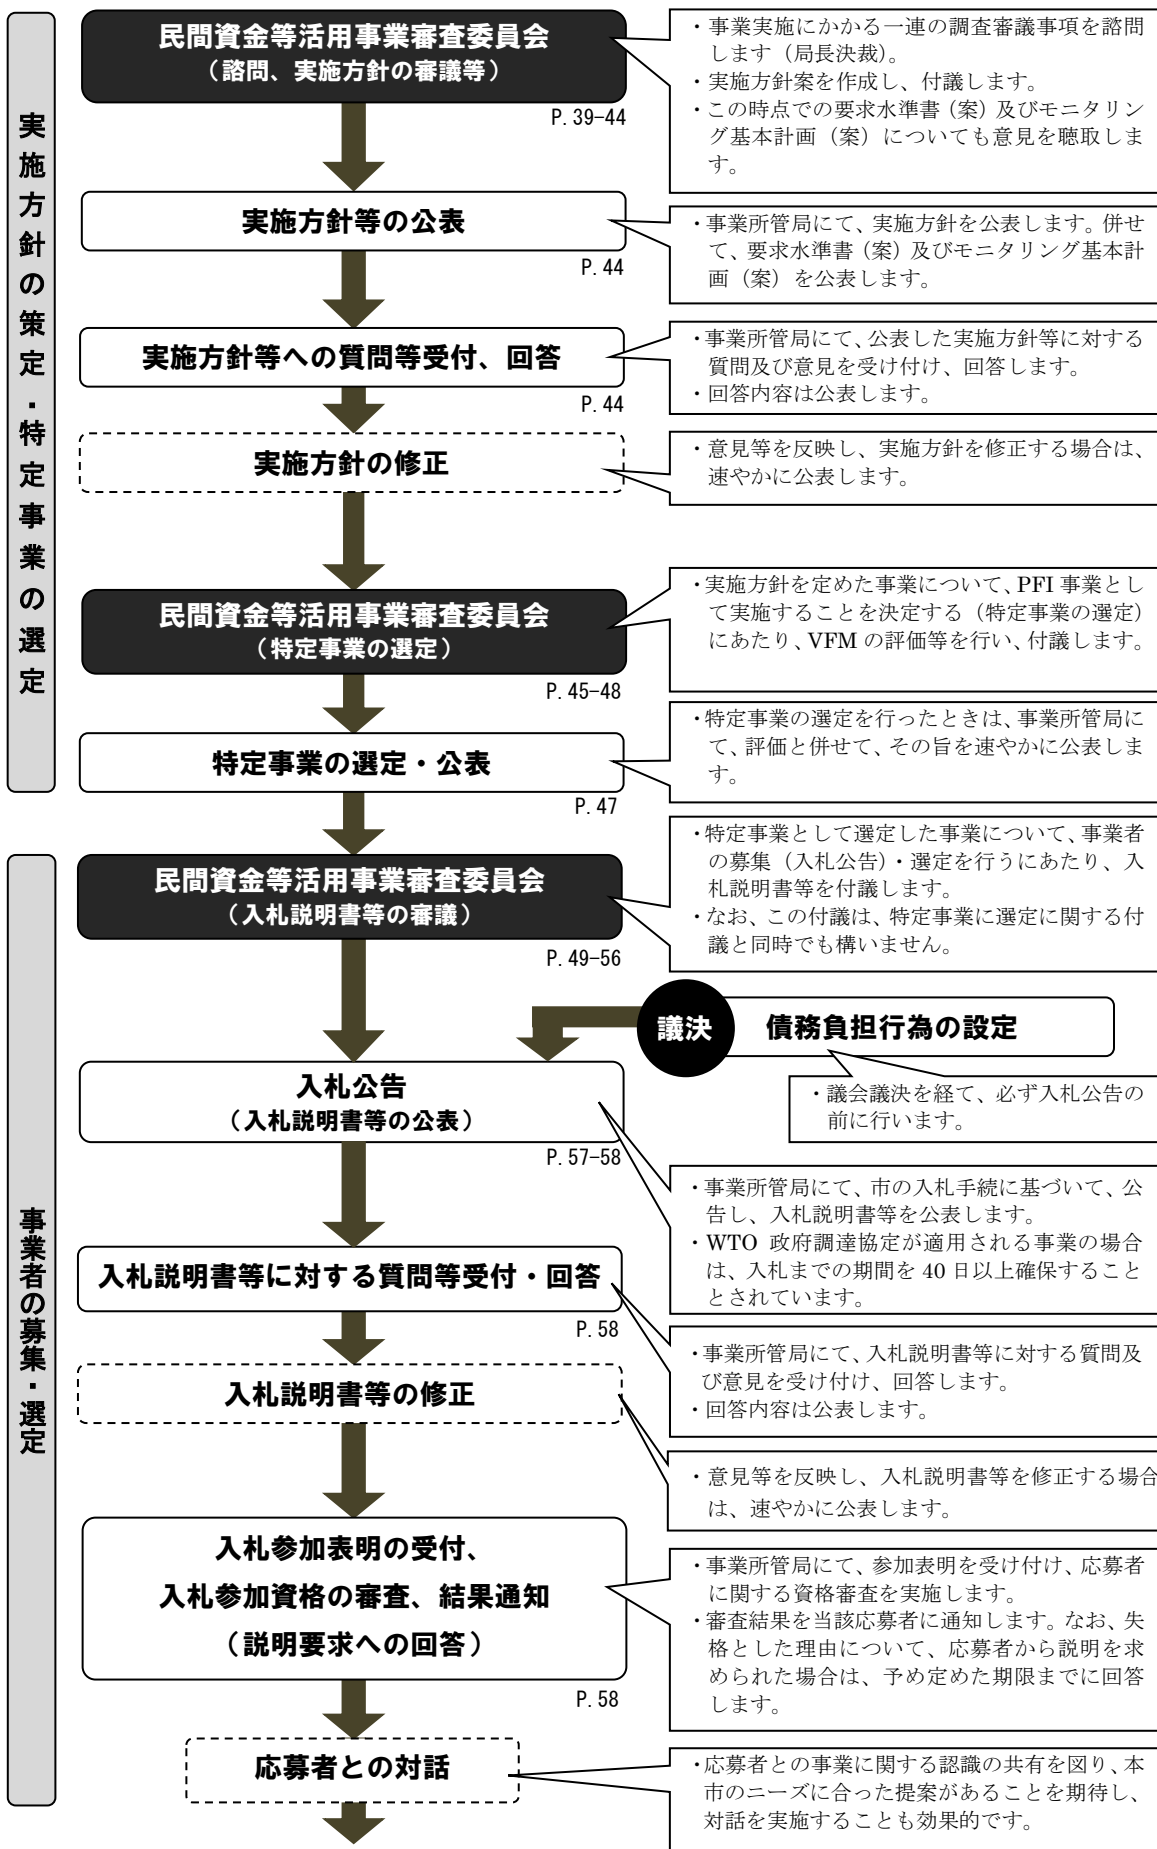 実施方針の策定・特定事業の選定
民間資金等活用事業審査委員会
（諮問、実施方針の審議等）
P. 39-44
・事業実施にかかる一連の調査審議事項を諮問
します（局長決裁）。
・実施方針案を作成し、付議します。
・この時点での要求水準書（案）及びモニタリン
グ基本計画（案）についても意見を聴取しま
す。
実施方針等の公表
P. 44
・事業所管局にて、実施方針を公表します。併せ
て、要求水準書（案）及びモニタリング基本計
画（案）を公表します。
実施方針等への質問等受付、回答
P. 44
・事業所管局にて、公表した実施方針等に対する
質問及び意見を受け付け、回答します。
・回答内容は公表します。
実施方針の修正
・意見等を反映し、実施方針を修正する場合は、
速やかに公表します。
民間資金等活用事業審査委員会
（特定事業の選定）
P. 45-48
・実施方針を定めた事業について、PFI 事業とし
て実施することを決定する（特定事業の選定）
にあたり、VFM の評価等を行い、付議します。
特定事業の選定・公表
P. 47
・特定事業の選定を行ったときは、事業所管局に
て、評価と併せて、その旨を速やかに公表しま
す。
事業者の募集・選定
民間資金等活用事業審査委員会
（入札説明書等の審議）
P. 49-56
・特定事業として選定した事業について、事業者
の募集（入札公告）・選定を行うにあたり、入
札説明書等を付議します。
・なお、この付議は、特定事業に選定に関する付
議と同時でも構いません。
議決
債務負担行為の設定
・議会議決を経て、必ず入札公告の
前に行います。
入札公告
（入札説明書等の公表）
P. 57-58
・事業所管局にて、市の入札手続に基づいて、公
告し、入札説明書等を公表します。
・WTO 政府調達協定が適用される事業の場合
は、入札までの期間を 40 日以上確保すること
とされています。
入札説明書等に対する質問等受付・回答
P. 58
・事業所管局にて、入札説明書等に対する質問及
び意見を受け付け、回答します。
・回答内容は公表します。
入札説明書等の修正
・意見等を反映し、入札説明書等を修正する場合
は、速やかに公表します。
入札参加表明の受付、
入札参加資格の審査、結果通知
（説明要求への回答）
P. 58
・事業所管局にて、参加表明を受け付け、応募者
に関する資格審査を実施します。
・審査結果を当該応募者に通知します。なお、失
格とした理由について、応募者から説明を求
められた場合は、予め定めた期限までに回答
します。
応募者との対話
・応募者との事業に関する認識の共有を図り、本
市のニーズに合った提案があることを期待し、
対話を実施することも効果的です。